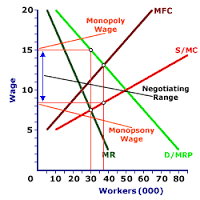 20
Monopoly
Wage
MFC
15
S/MC
Wage
10
Negotiating
Range
5
Monopsony
Wage
MR
D/MRP
0
10 20 30 40 50 60 70 80
Workers (000)